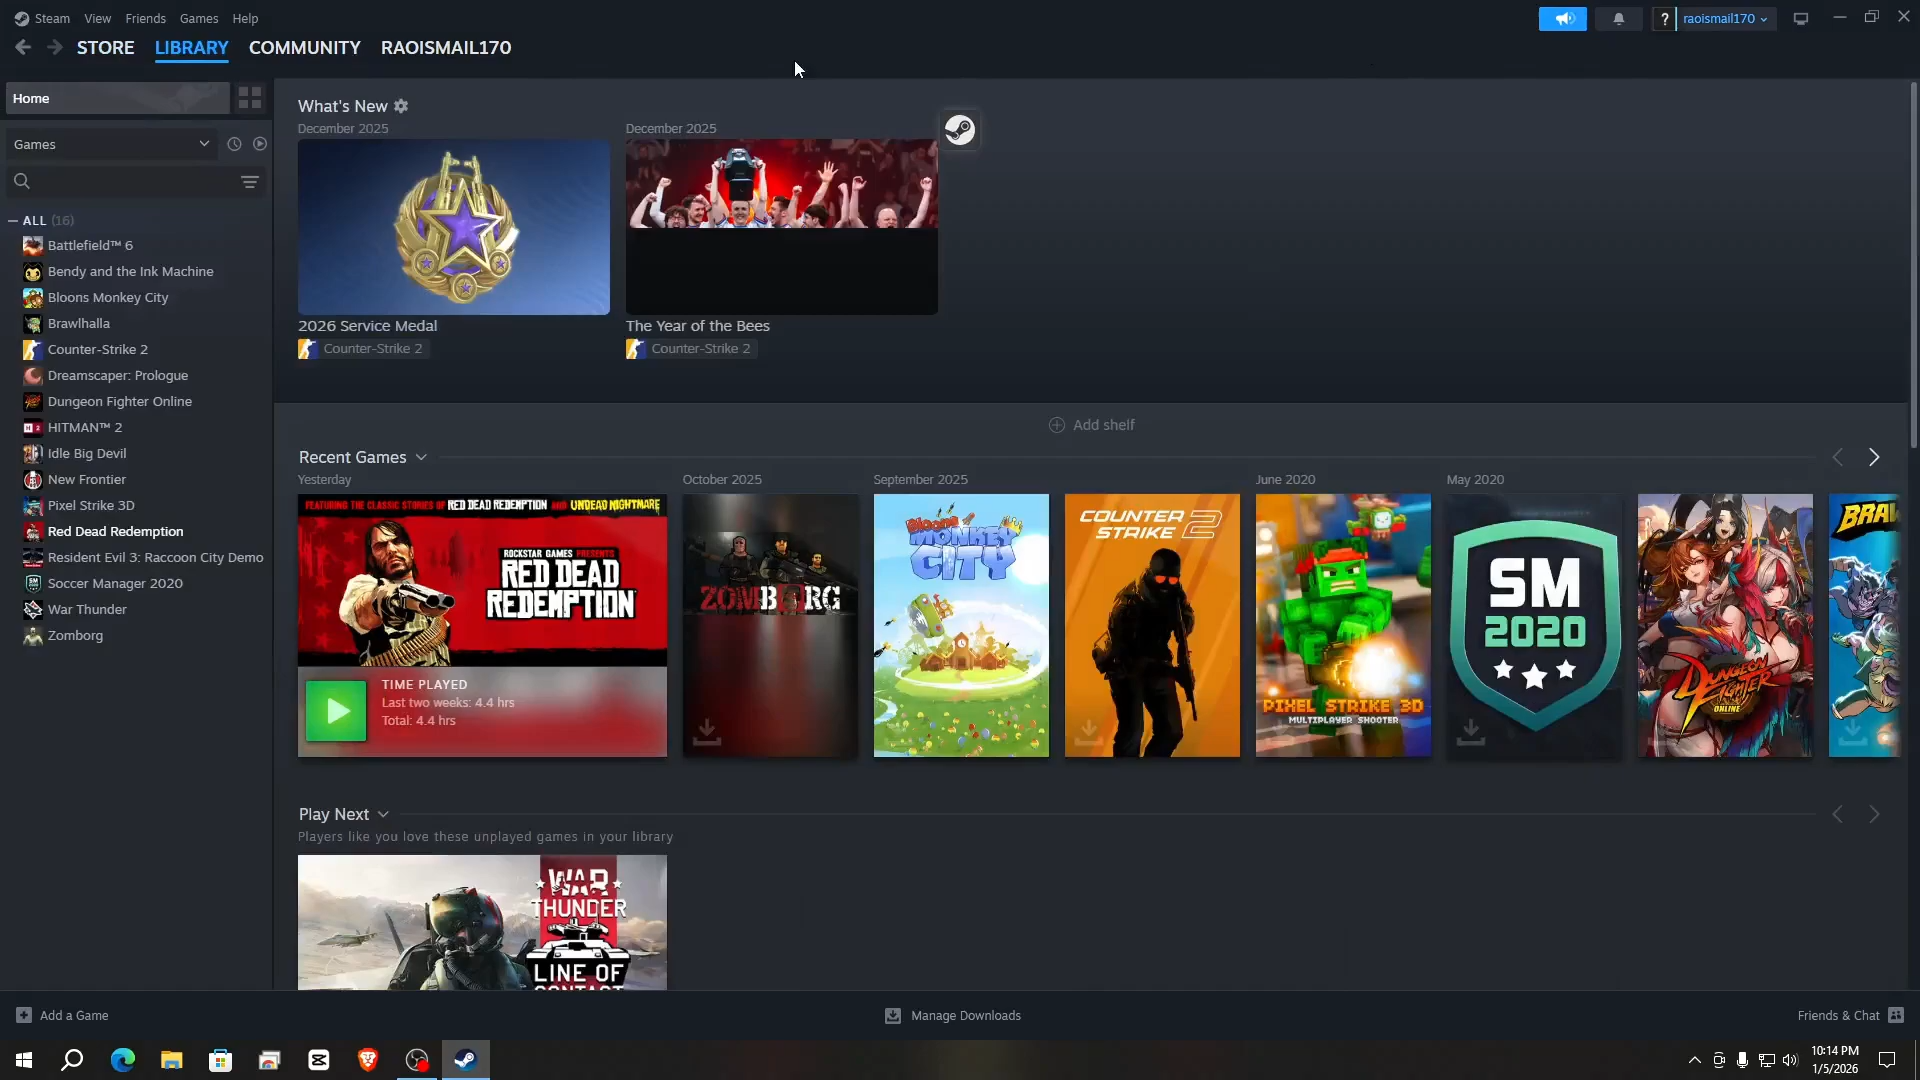 Steam View Friends Games Help
? raoismail170
STORE LIBRARY COMMUNITY RAOISMAIL170
Home
Games
ALL (16)
Battlefield™ 6
Bendy and the Ink Machine
Bloons Monkey City
Brawlhalla
Counter-Strike 2
Dreamscaper: Prologue
Dungeon Fighter Online
HITMAN™ 2
Idle Big Devil
New Frontier
Pixel Strike 3D
Red Dead Redemption
Resident Evil 3: Raccoon City Demo
Soccer Manager 2020
War Thunder
Zomborg
What's New
December 2025
December 2025
2026 Service Medal
Counter-Strike 2
The Year of the Bees
Counter-Strike 2
Add shelf
Recent Games
Yesterday
October 2025
September 2025
June 2020
May 2020
FEATURING THE CLASSIC STORIES OF RED DEAD REDEMPTION AND UNDEAD NIGHTMARE
ROCKSTAR GAMES PRESENTS
RED DEAD
REDEMPTION
TIME PLAYED
Last two weeks: 4.4 hrs
Total: 4.4 hrs
ZOMBORG
Bloons
MONKEY
CITY
COUNTER
STRIKE 2
PIXEL STRIKE 3D
MULTIPLAYER SHOOTER
SM
2020
DUNGEON
FIGHTER
ONLINE
BRAW
Play Next
Players like you love these unplayed games in your library
WAR
THUNDER
LINE OF
CONTACT
Add a Game
Manage Downloads
Friends & Chat
10:14 PM
1/5/2026